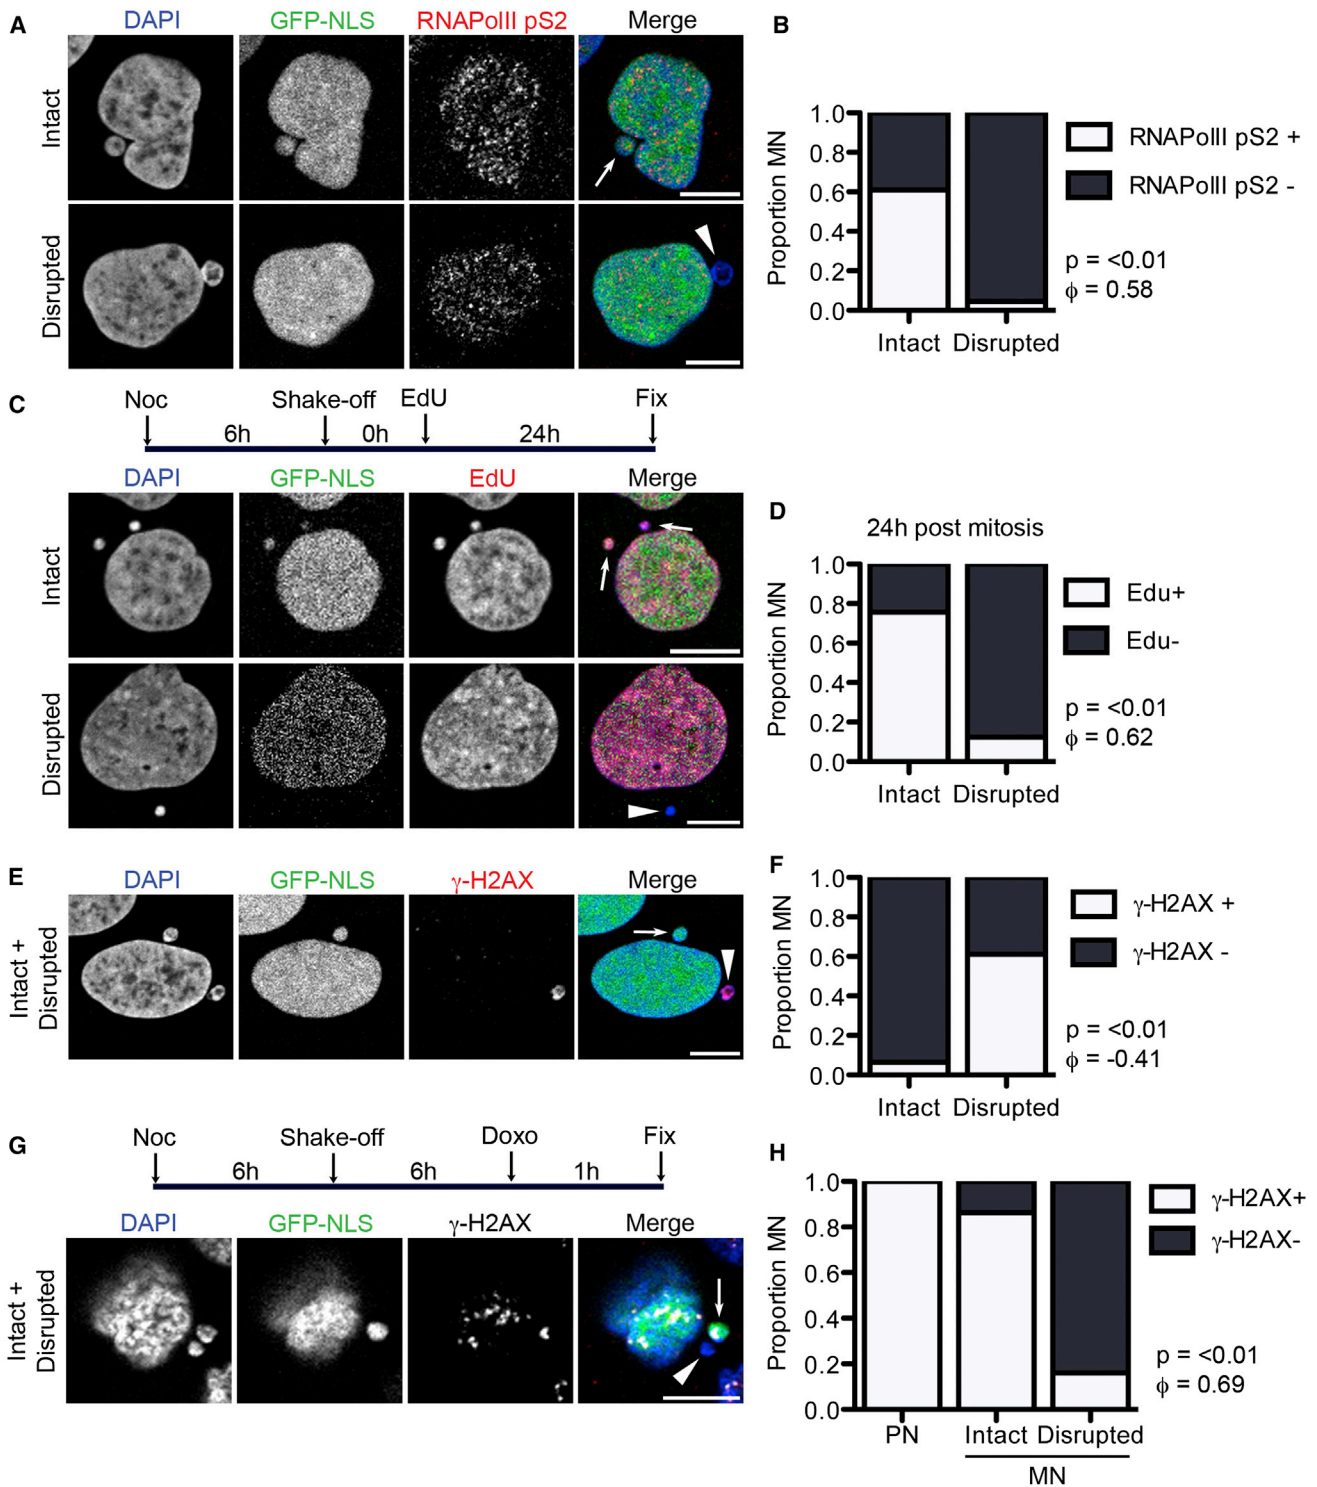 A
DAPI GFP-NLS RNAPolII pS2 Merge
Intact
Disrupted
B
Proportion MN
1.0
0.8
0.6
0.4
0.2
0.0
Intact Disrupted
RNAPolII pS2 +
RNAPolII pS2 -
p = <0.01
ϕ = 0.58
C
Noc Shake-off EdU Fix
6h 0h 24h
DAPI GFP-NLS EdU Merge
Intact
Disrupted
D
24h post mitosis
Proportion MN
1.0
0.8
0.6
0.4
0.2
0.0
Intact Disrupted
Edu+
Edu-
p = <0.01
ϕ = 0.62
E
DAPI GFP-NLS γ-H2AX Merge
Intact +
Disrupted
F
Proportion MN
1.0
0.8
0.6
0.4
0.2
0.0
Intact Disrupted
γ-H2AX +
γ-H2AX -
p = <0.01
ϕ = -0.41
G
Noc Shake-off Doxo Fix
6h 6h 1h
DAPI GFP-NLS γ-H2AX Merge
Intact +
Disrupted
H
Proportion MN
1.0
0.8
0.6
0.4
0.2
0.0
PN Intact Disrupted
MN
γ-H2AX+
γ-H2AX-
p = <0.01
ϕ = 0.69